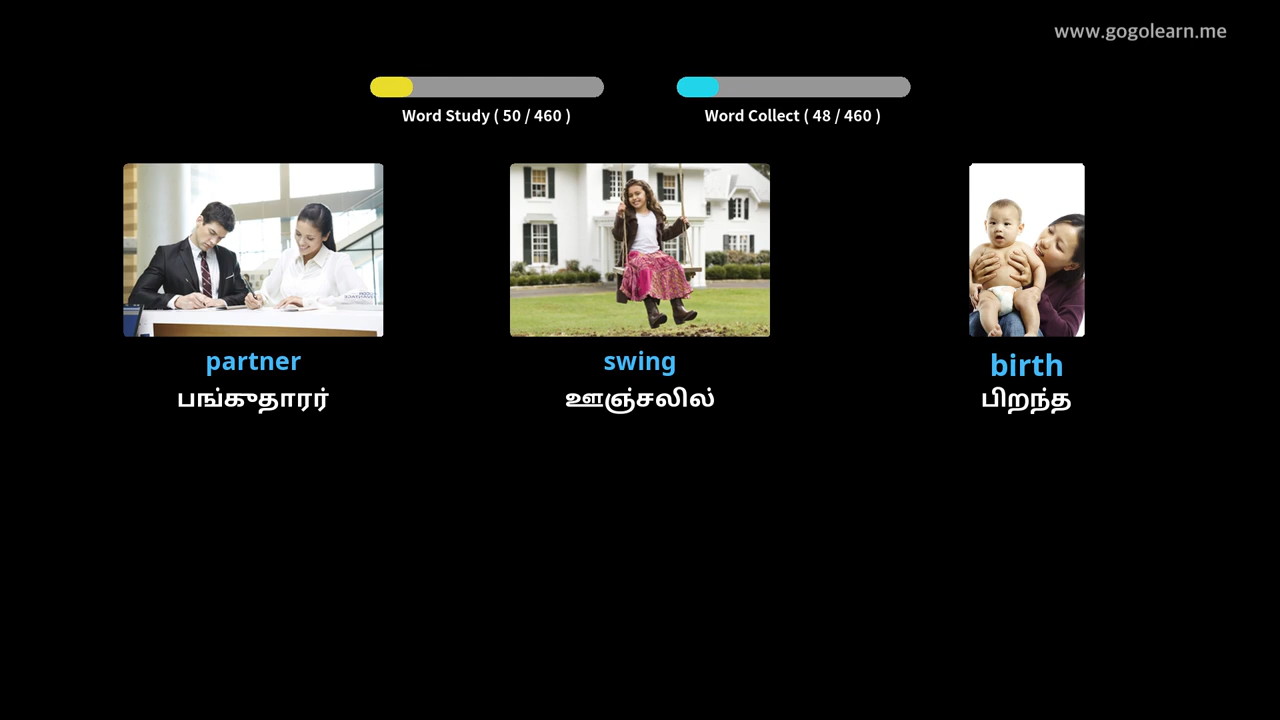 www.gogolearn.me
Word Study ( 50 / 460 )
Word Collect ( 48 / 460 )
partner
swing
birth
பங்குதாரர்
ஊஞ்சலில்
பிறந்த